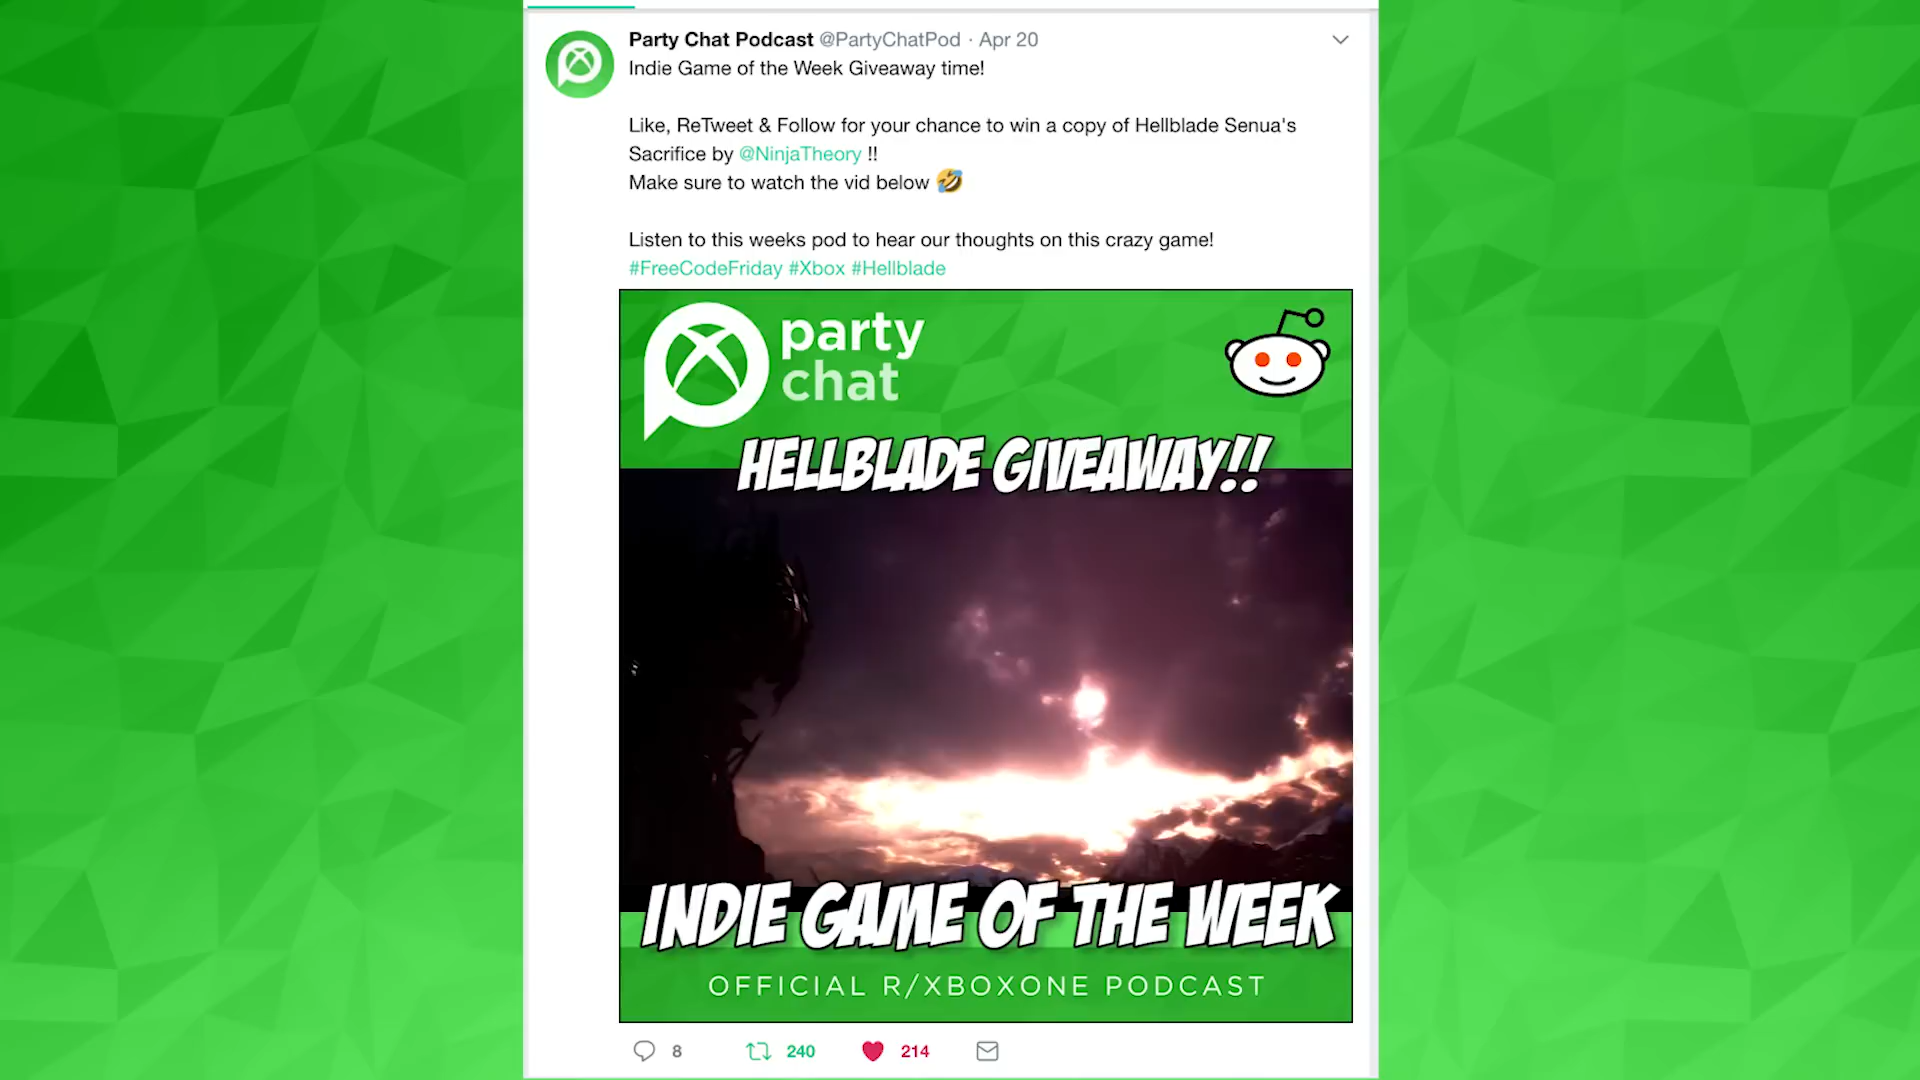 Party Chat Podcast @PartyChatPod · Apr 20
Indie Game of the Week Giveaway time!
Like, ReTweet & Follow for your chance to win a copy of Hellblade Senua's
Sacrifice by @NinjaTheory !!
Make sure to watch the vid below 🤣
Listen to this weeks pod to hear our thoughts on this crazy game!
#FreeCodeFriday #Xbox #Hellblade
party
chat
HELLBLADE GIVEAWAY!!
INDIE GAME OF THE WEEK
OFFICIAL R/XBOXONE PODCAST
8 240 214